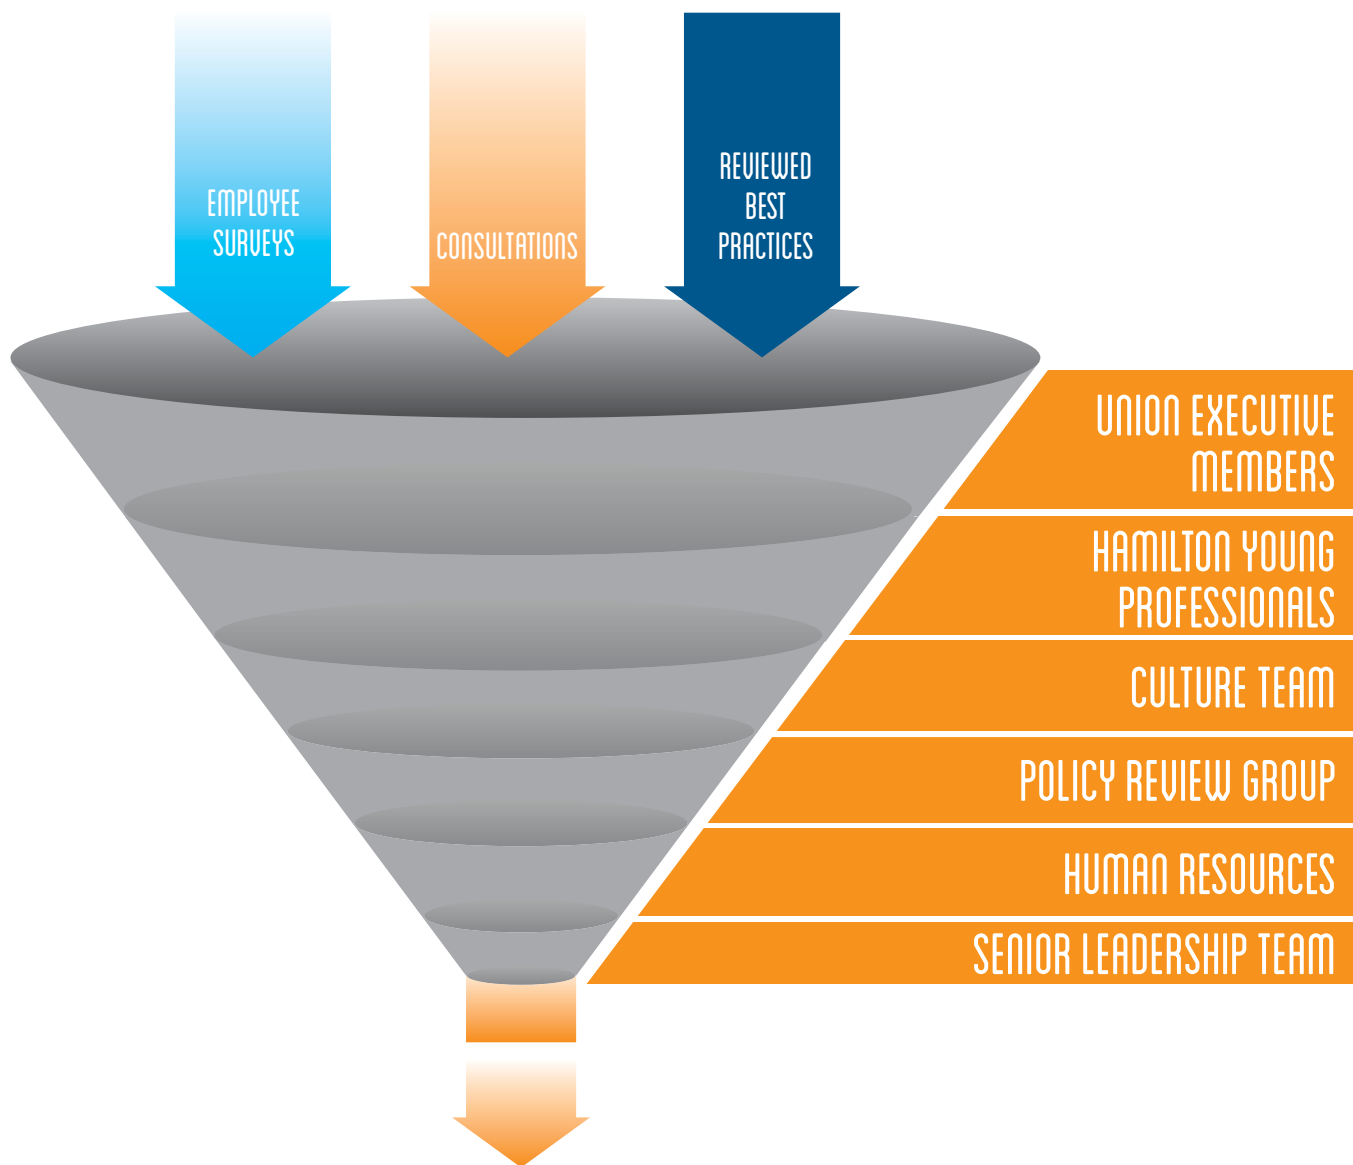 EMPLOYEE
SURVEYS
CONSULTATIONS
REVIEWED
BEST
PRACTICES
UNION EXECUTIVE
MEMBERS
HAMILTON YOUNG
PROFESSIONALS
CULTURE TEAM
POLICY REVIEW GROUP
HUMAN RESOURCES
SENIOR LEADERSHIP TEAM